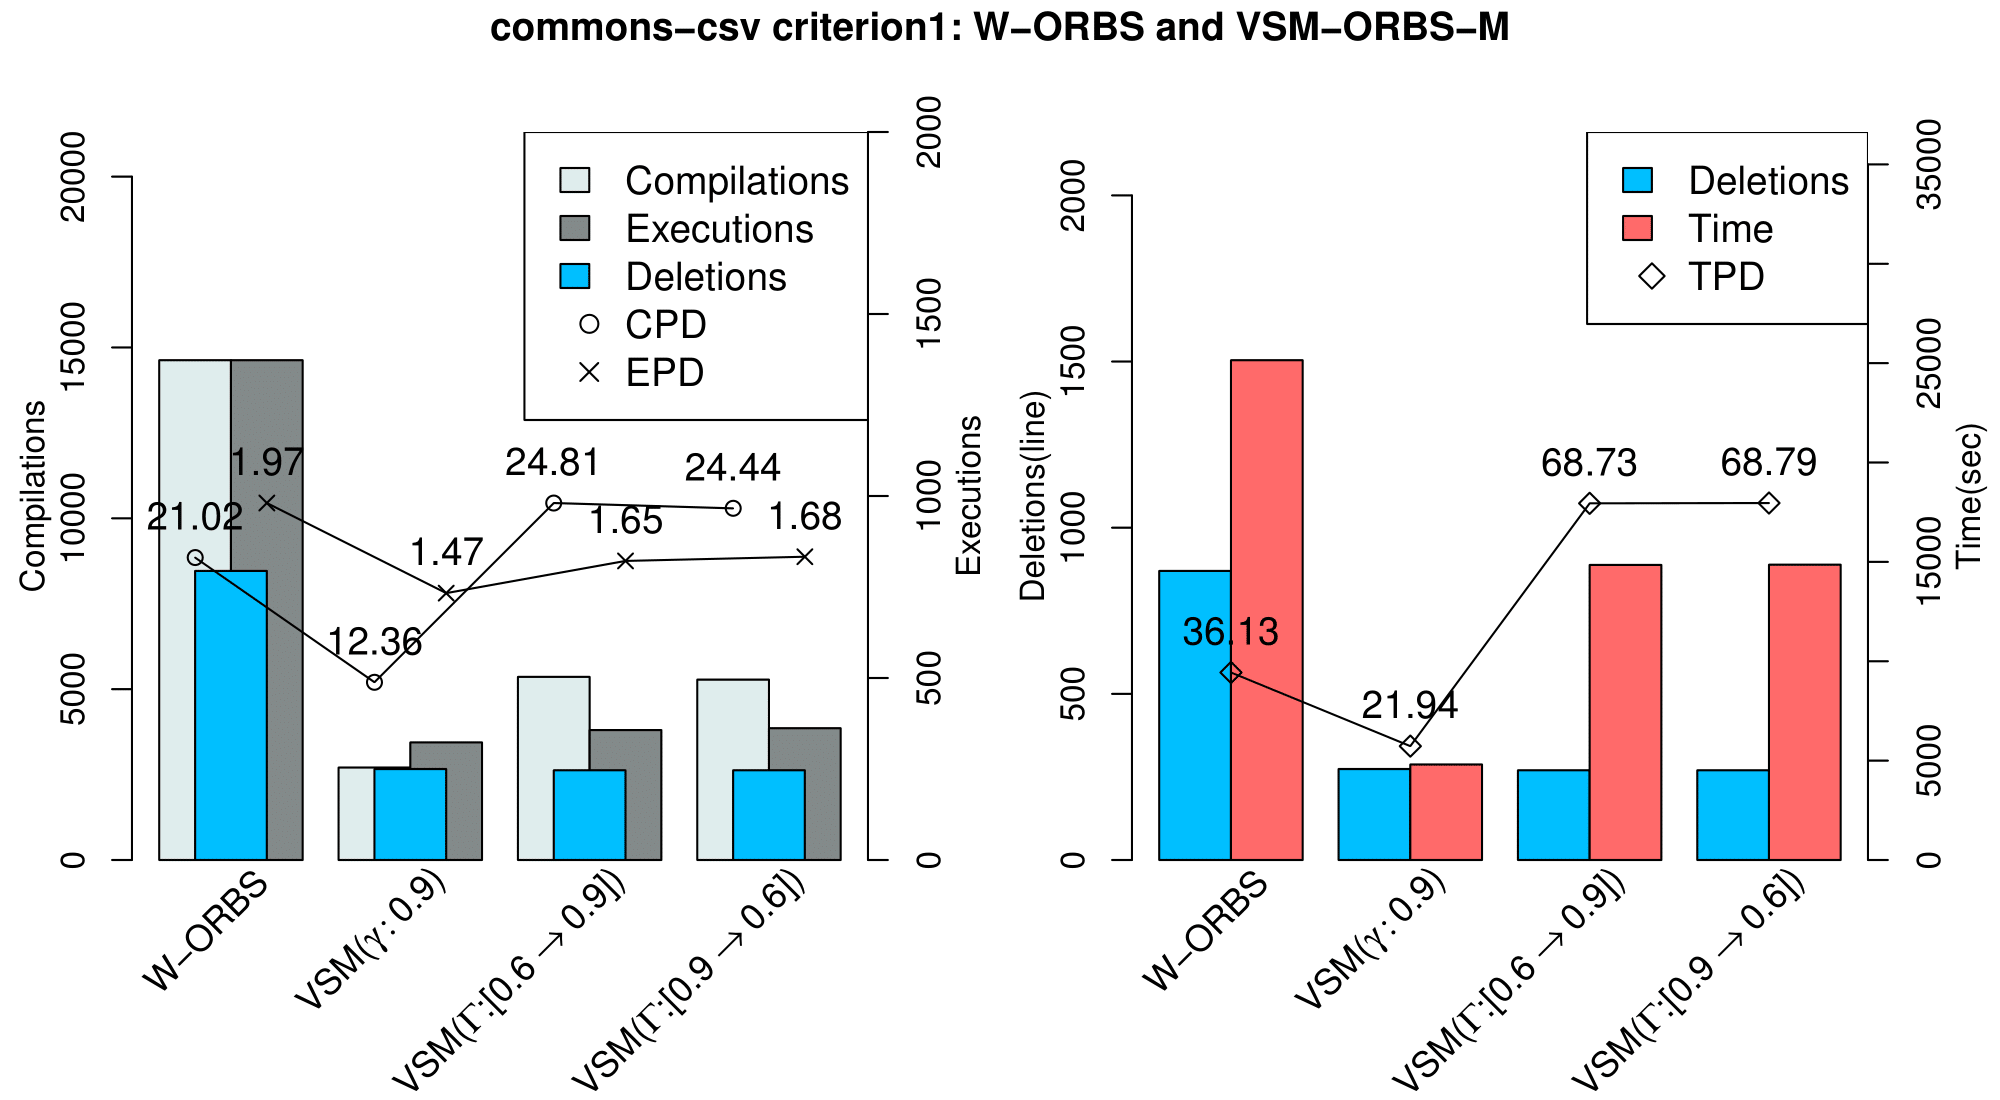 commons−csv criterion1: W−ORBS and VSM−ORBS−M
Compilations
0
5000
10000
15000
20000
Compilations
Executions
Deletions
CPD
EPD
21.02
1.97
12.36
1.47
24.81
1.65
24.44
1.68
0
500
1000
1500
2000
Executions
W−ORBS
VSM(γ: 0.9)
VSM(Γ:[0.6 → 0.9])
VSM(Γ:[0.9 → 0.6])
Deletions(line)
0
500
1000
1500
2000
Deletions
Time
TPD
36.13
21.94
68.73
68.79
0
5000
15000
25000
35000
Time(sec)
W−ORBS
VSM(γ: 0.9)
VSM(Γ:[0.6 → 0.9])
VSM(Γ:[0.9 → 0.6])